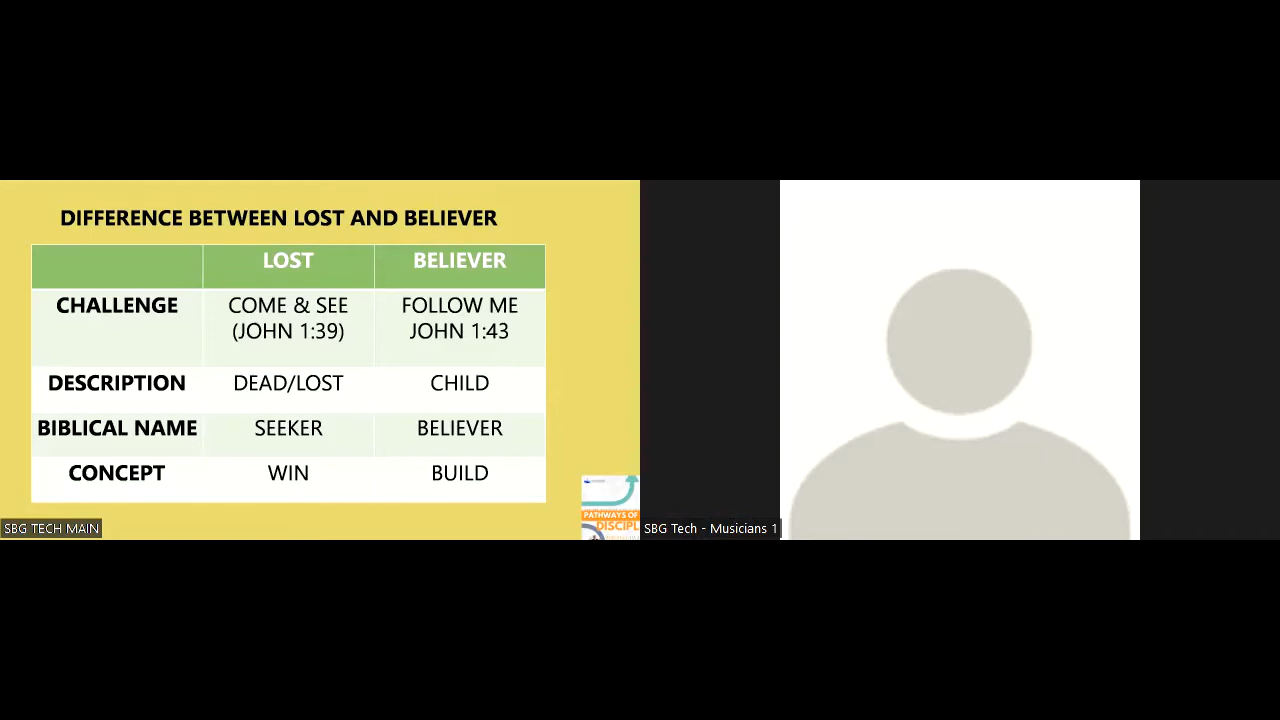 DIFFERENCE BETWEEN LOST AND BELIEVER
LOST BELIEVER
CHALLENGE COME & SEE FOLLOW ME
(JOHN 1:39) JOHN 1:43
DESCRIPTION DEAD/LOST CHILD
BIBLICAL NAME SEEKER BELIEVER
CONCEPT WIN BUILD
PATHWAYS OF
DISCIPL
SBG TECH MAIN
SBG Tech - Musicians 1